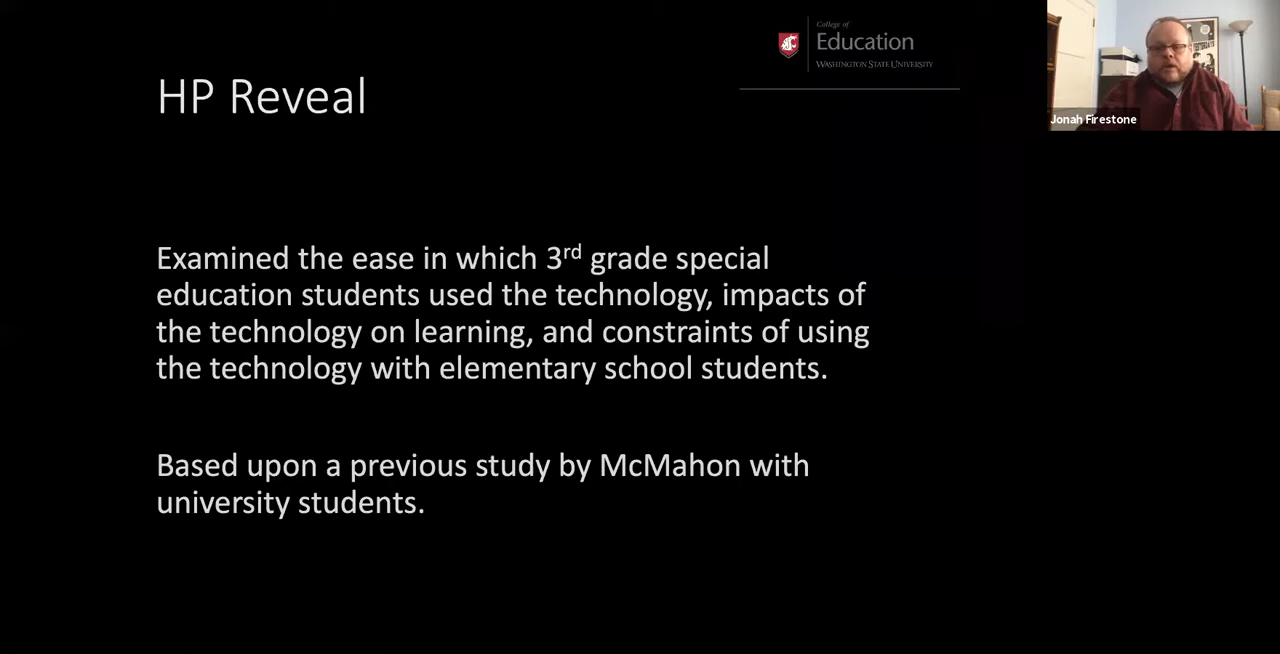 College of
Education
WASHINGTON STATE UNIVERSITY
HP Reveal
Jonah Firestone
Examined the ease in which 3rd grade special
education students used the technology, impacts of
the technology on learning, and constraints of using
the technology with elementary school students.
Based upon a previous study by McMahon with
university students.